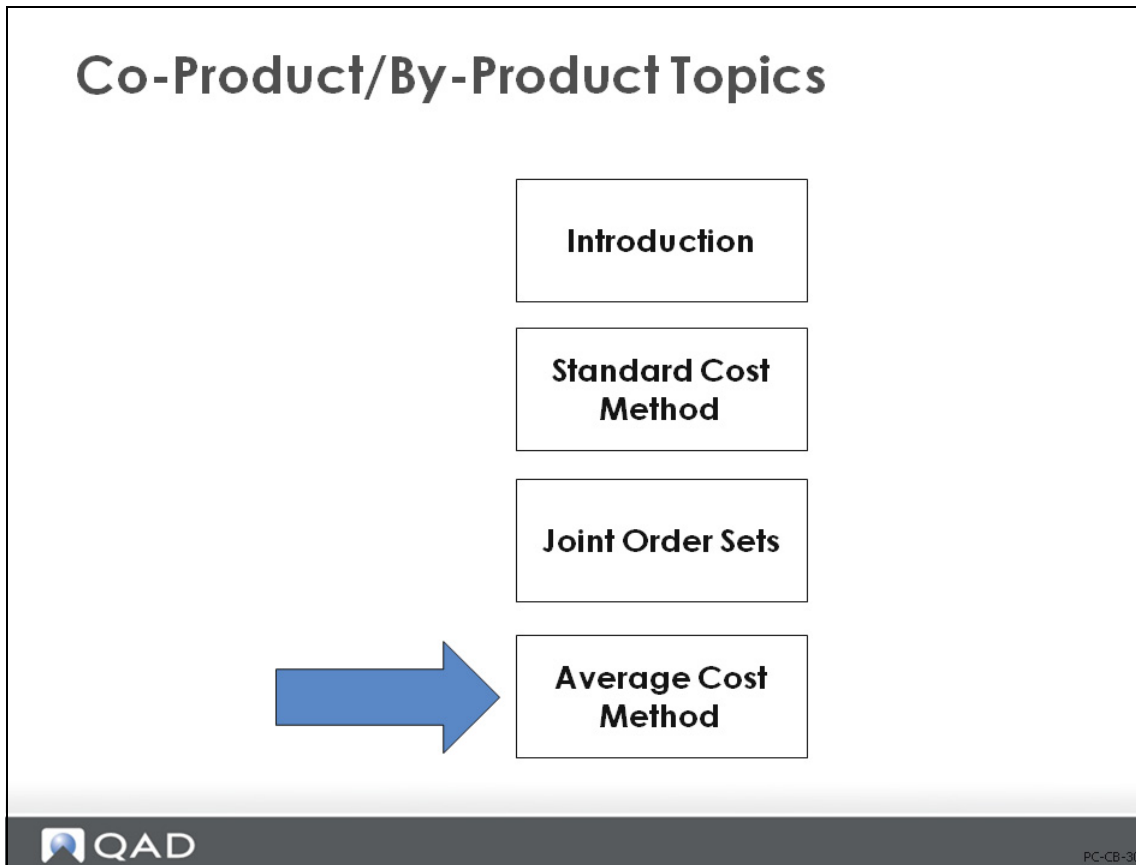 Co-Product/By-Product Topics
Introduction
Standard Cost
Method
Joint Order Sets
Average Cost
Method
QAD